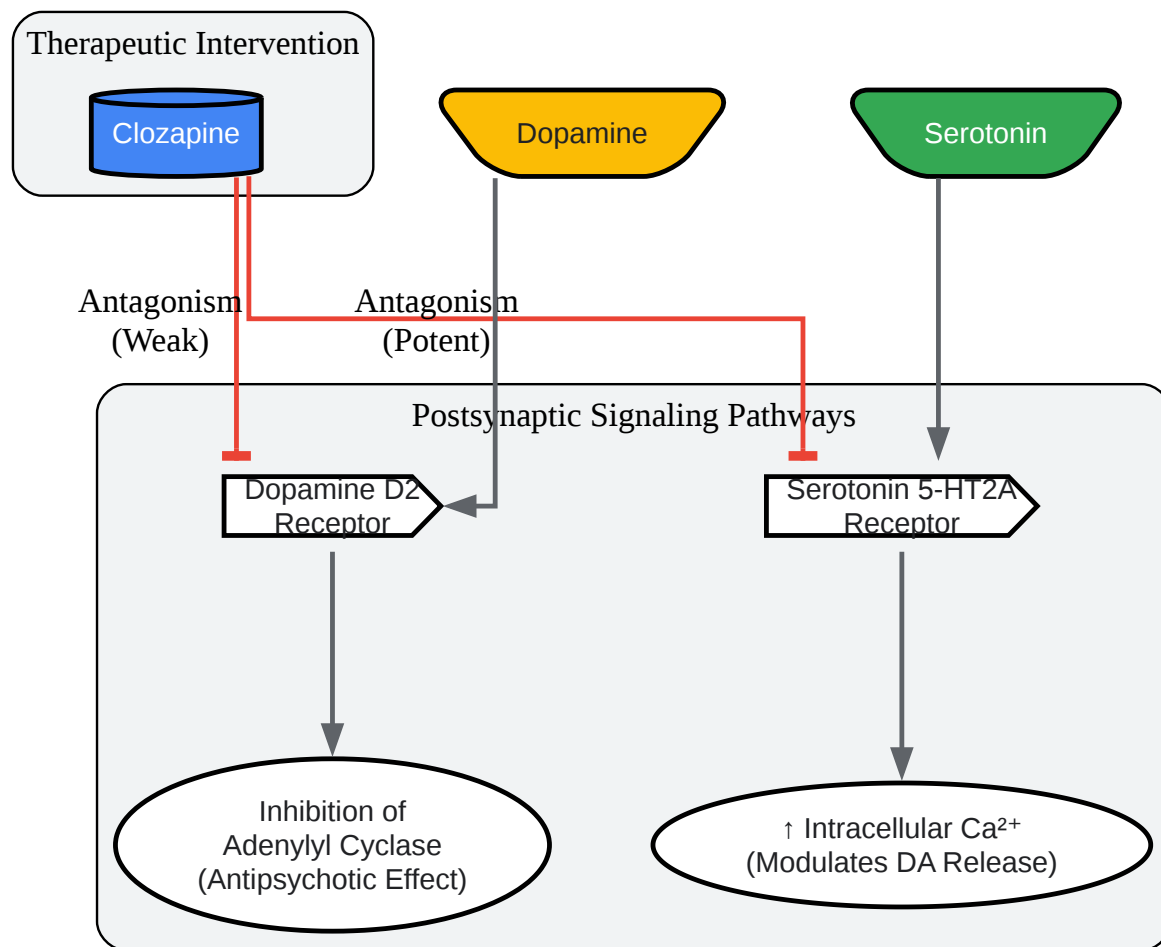 Therapeutic Intervention
Clozapine
Dopamine
Serotonin
Antagonism
(Weak)
Antagonism
(Potent)
Postsynaptic Signaling Pathways
Dopamine D2
Receptor
Serotonin 5-HT2A
Receptor
Inhibition of
Adenylyl Cyclase
(Antipsychotic Effect)
↑ Intracellular Ca²⁺
(Modulates DA Release)